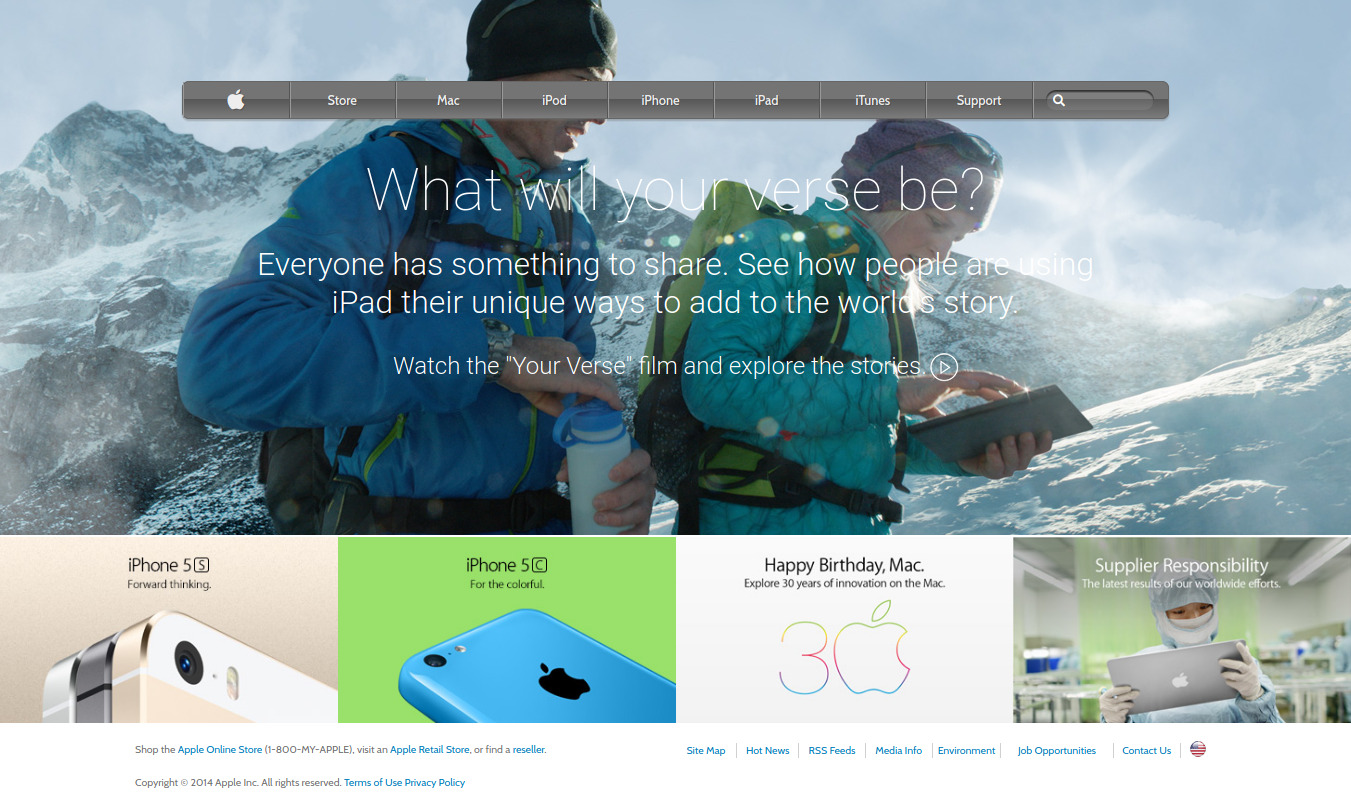 Store Mac iPod iPhone iPad iTunes Support
What will your verse be?
Everyone has something to share. See how people are using
iPad their unique ways to add to the world's story.
Watch the "Your Verse" film and explore the stories.
iPhone 5S
Forward thinking.
iPhone 5C
For the colorful.
Happy Birthday, Mac.
Explore 30 years of innovation on the Mac.
30
Supplier Responsibility
The latest results of our worldwide efforts.
Shop the Apple Online Store (1-800-MY-APPLE), visit an Apple Retail Store, or find a reseller.
Site Map Hot News RSS Feeds Media Info Environment Job Opportunities Contact Us
Copyright © 2014 Apple Inc. All rights reserved. Terms of Use Privacy Policy